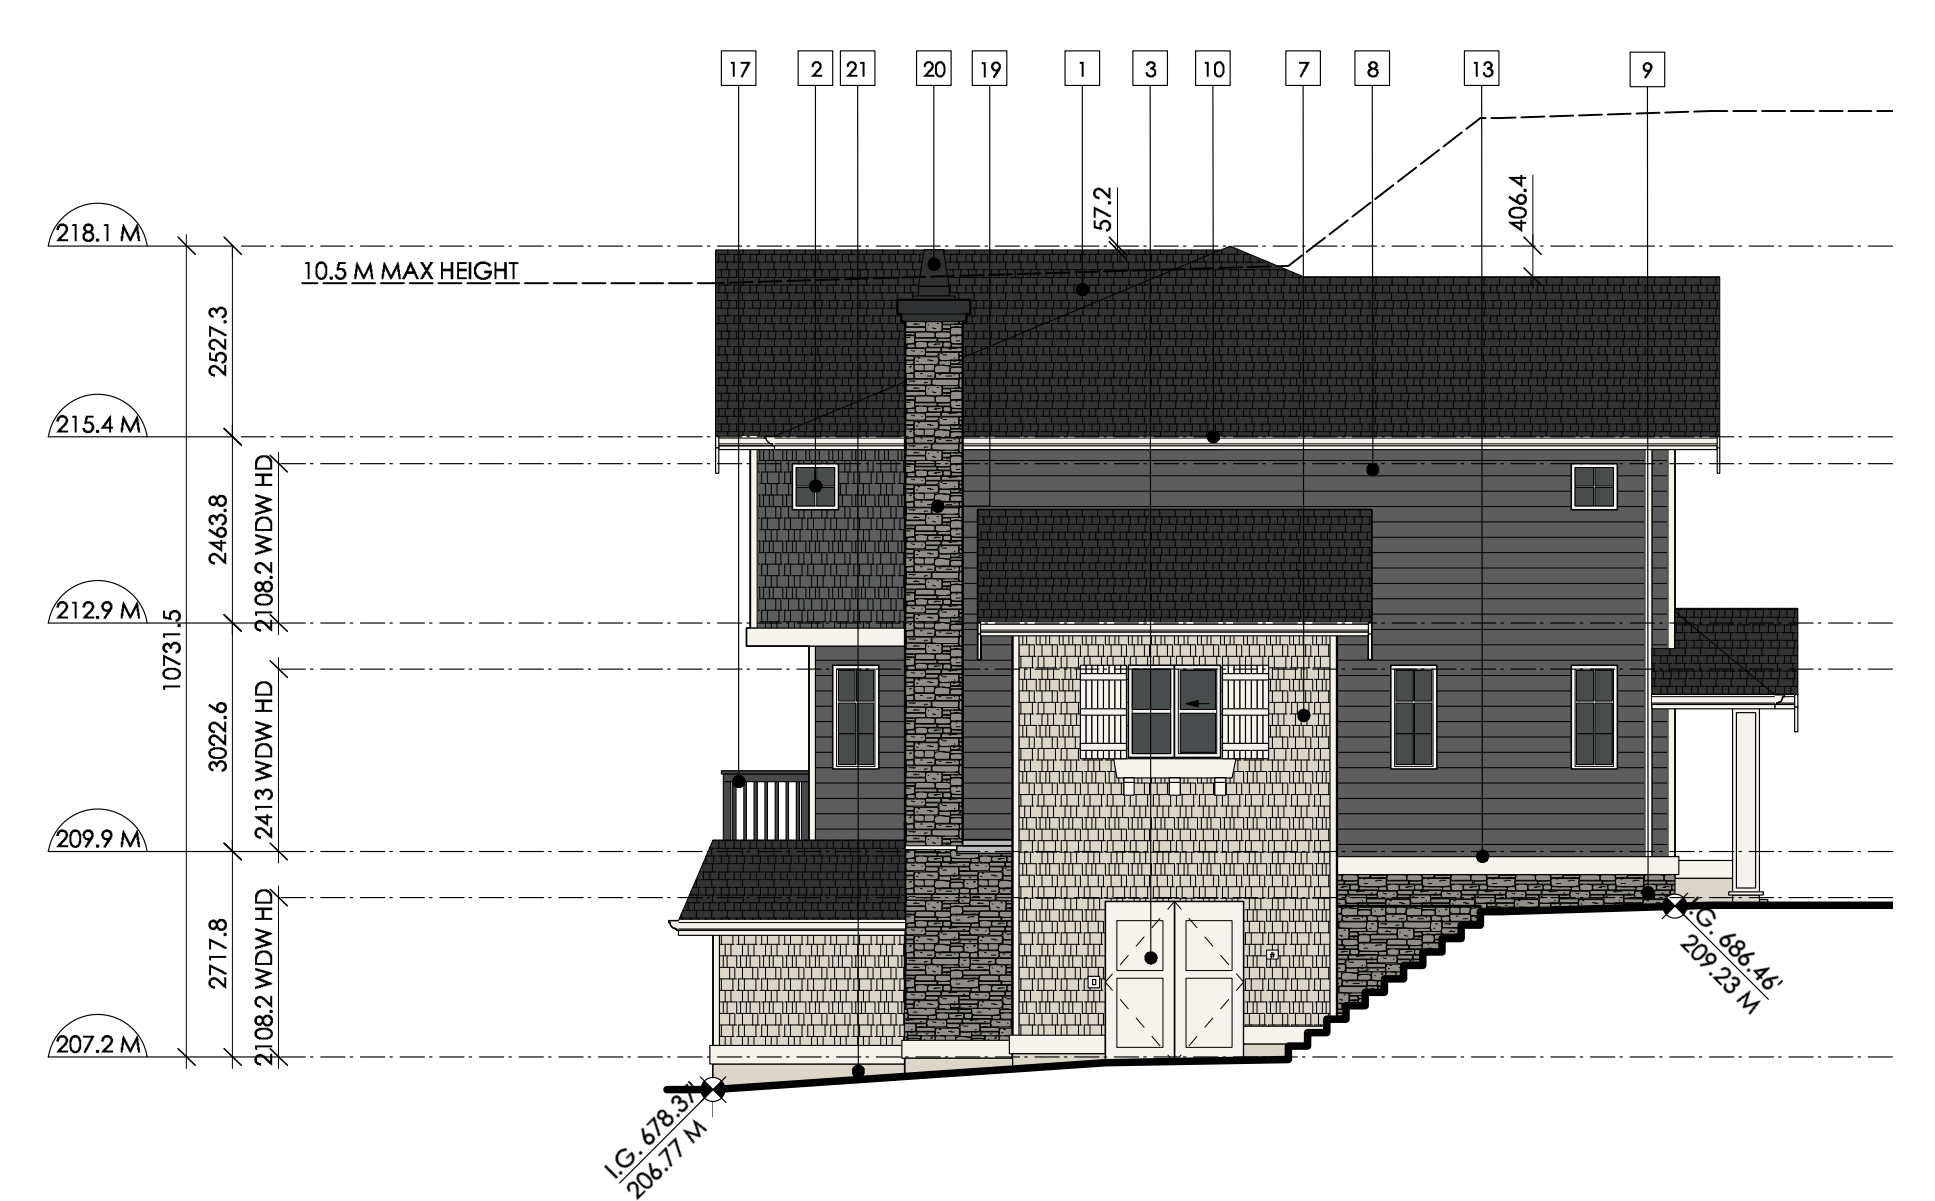 17 2 21 20 19 1 3 10 7 8 13 9
57.2
406.4
218.1 M
10.5 M MAX HEIGHT
2527.3
215.4 M
2463.8
2108.2 WDW HD
212.9 M
10731.5
3022.6
2413 WDW HD
209.9 M
2717.8
2108.2 WDW HD
207.2 M
I.G. 686.46'
209.23 M
I.G. 678.37'
206.77 M